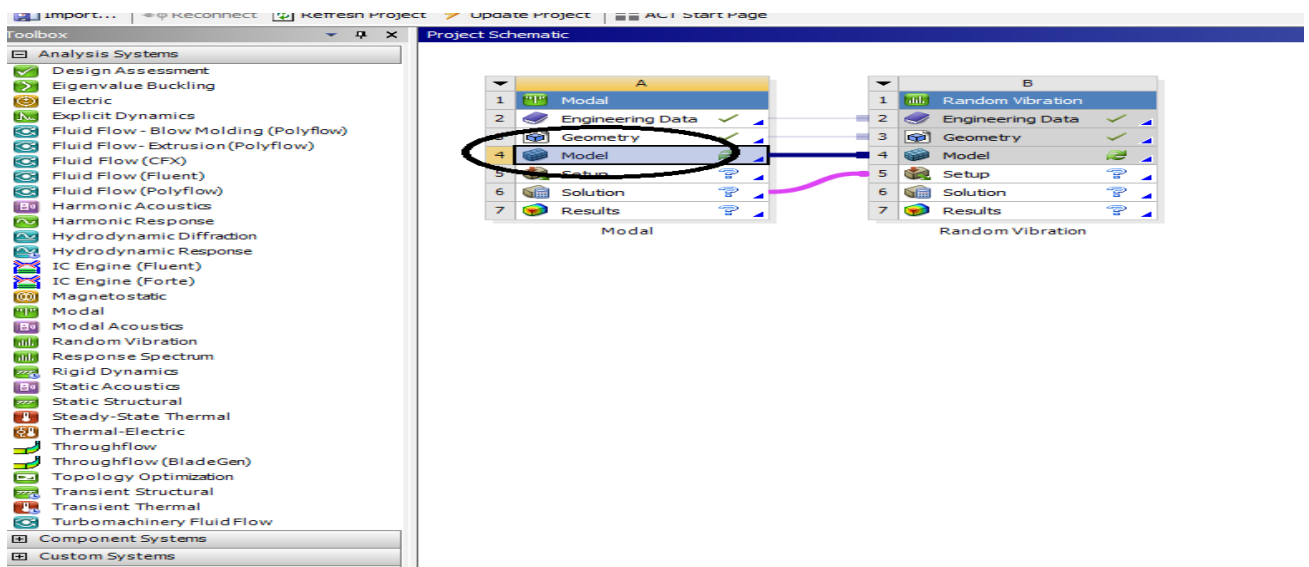 Import... Reconnect Refresh Project Update Project ACT Start Page
Toolbox
Project Schematic
Analysis Systems
Design Assessment
Eigenvalue Buckling
Electric
Explicit Dynamics
Fluid Flow - Blow Molding (Polyflow)
Fluid Flow - Extrusion (Polyflow)
Fluid Flow (CFX)
Fluid Flow (Fluent)
Fluid Flow (Polyflow)
Harmonic Acoustics
Harmonic Response
Hydrodynamic Diffraction
Hydrodynamic Response
IC Engine (Fluent)
IC Engine (Forte)
Magnetostatic
Modal
Modal Acoustics
Random Vibration
Response Spectrum
Rigid Dynamics
Static Acoustics
Static Structural
Steady-State Thermal
Thermal-Electric
Throughflow
Throughflow (BladeGen)
Topology Optimization
Transient Structural
Transient Thermal
Turbomachinery Fluid Flow
Component Systems
Custom Systems
A
1 Modal
2 Engineering Data
3 Geometry
4 Model
5 Setup
6 Solution
7 Results
Modal
B
1 Random Vibration
2 Engineering Data
3 Geometry
4 Model
5 Setup
6 Solution
7 Results
Random Vibration